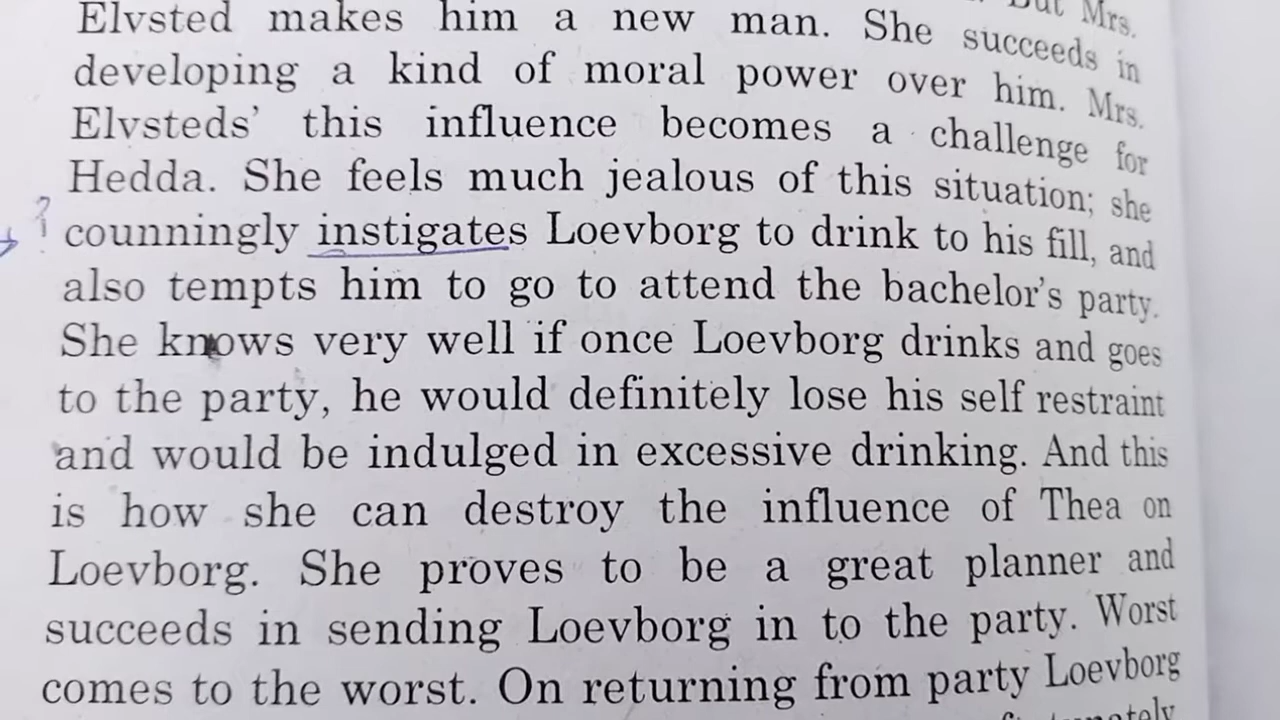 But Mrs.
Elvsted makes him a new man. She succeeds in
developing a kind of moral power over him. Mrs.
Elvsteds' this influence becomes a challenge for
Hedda. She feels much jealous of this situation; she
? counningly instigates Loevborg to drink to his fill, and
also tempts him to go to attend the bachelor's party.
She knows very well if once Loevborg drinks and goes
to the party, he would definitely lose his self restraint
and would be indulged in excessive drinking. And this
is how she can destroy the influence of Thea on
Loevborg. She proves to be a great planner and
succeeds in sending Loevborg in to the party. Worst
comes to the worst. On returning from party Loevborg